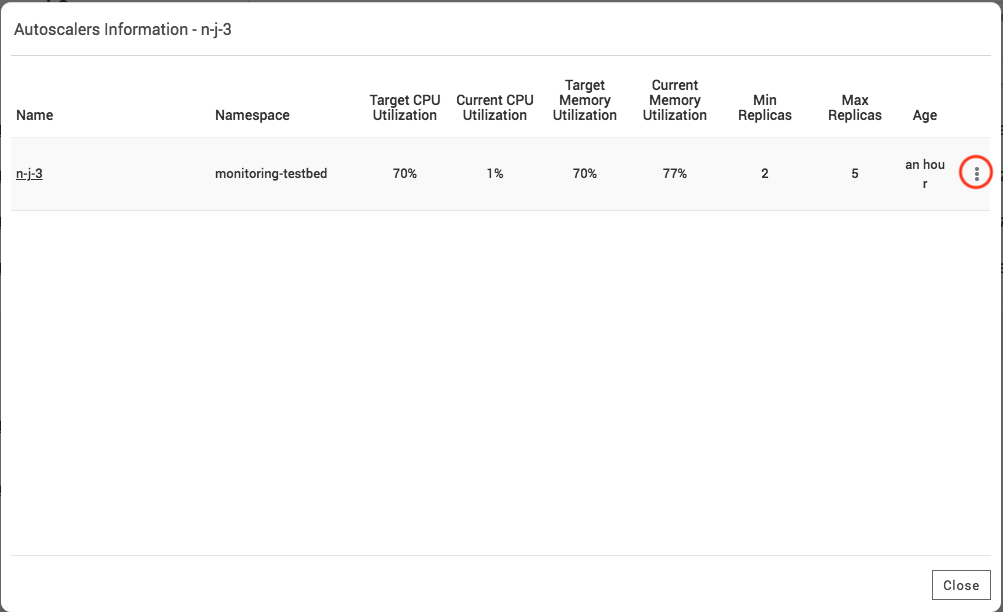 Autoscalers Information - n-j-3
Name
Namespace
Target CPU
Utilization
Current CPU
Utilization
Target
Memory
Utilization
Current
Memory
Utilization
Min
Replicas
Max
Replicas
Age
n-j-3
monitoring-testbed
70%
1%
70%
77%
2
5
an hou
r
Close